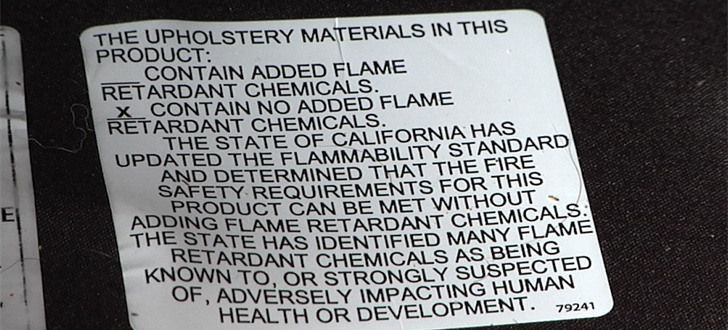 THE UPHOLSTERY MATERIALS IN THIS
PRODUCT:
___ CONTAIN ADDED FLAME
RETARDANT CHEMICALS.
_X_ CONTAIN NO ADDED FLAME
RETARDANT CHEMICALS.
THE STATE OF CALIFORNIA HAS
UPDATED THE FLAMMABILITY STANDARD
AND DETERMINED THAT THE FIRE
SAFETY REQUIREMENTS FOR THIS
PRODUCT CAN BE MET WITHOUT
ADDING FLAME RETARDANT CHEMICALS.
THE STATE HAS IDENTIFIED MANY FLAME
RETARDANT CHEMICALS AS BEING
KNOWN TO, OR STRONGLY SUSPECTED
OF, ADVERSELY IMPACTING HUMAN
HEALTH OR DEVELOPMENT. 79241
E